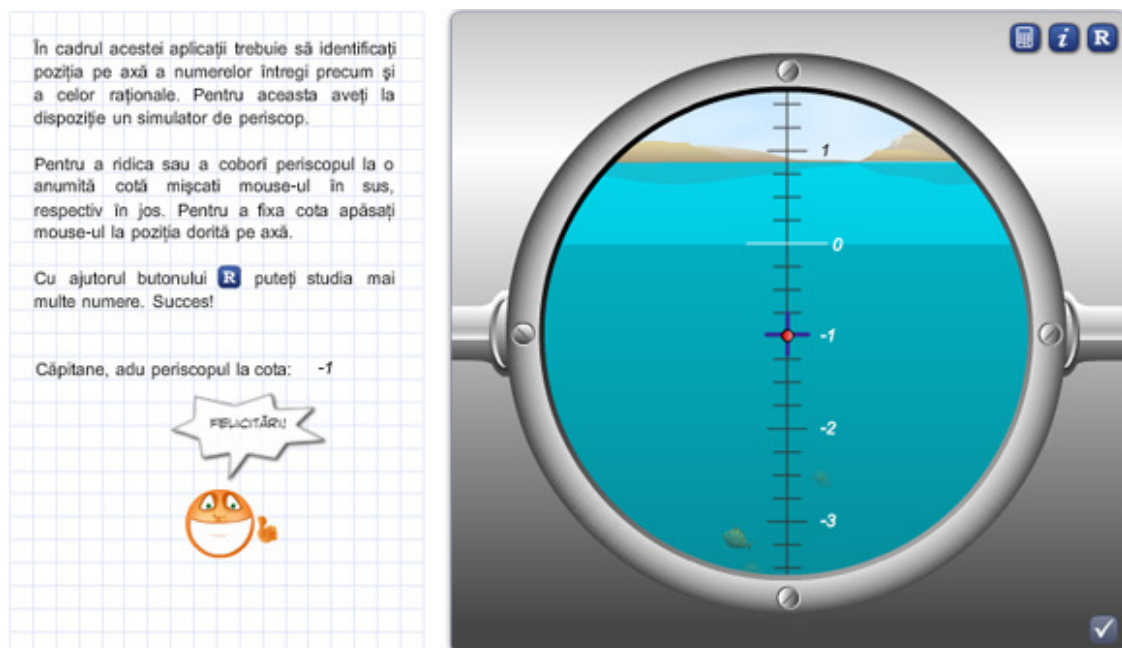 În cadrul acestei aplicații trebuie să identificați
poziția pe axă a numerelor întregi precum și
a celor raționale. Pentru aceasta aveți la
dispoziție un simulator de periscop.
Pentru a ridica sau a coborî periscopul la o
anumită cotă mișcati mouse-ul în sus,
respectiv în jos. Pentru a fixa cota apăsați
mouse-ul la poziția dorită pe axă.
Cu ajutorul butonului R puteți studia mai
multe numere. Succes!
Căpitane, adu periscopul la cota: -1
FELICITĂRI!
i R
1
0
-1
-2
-3